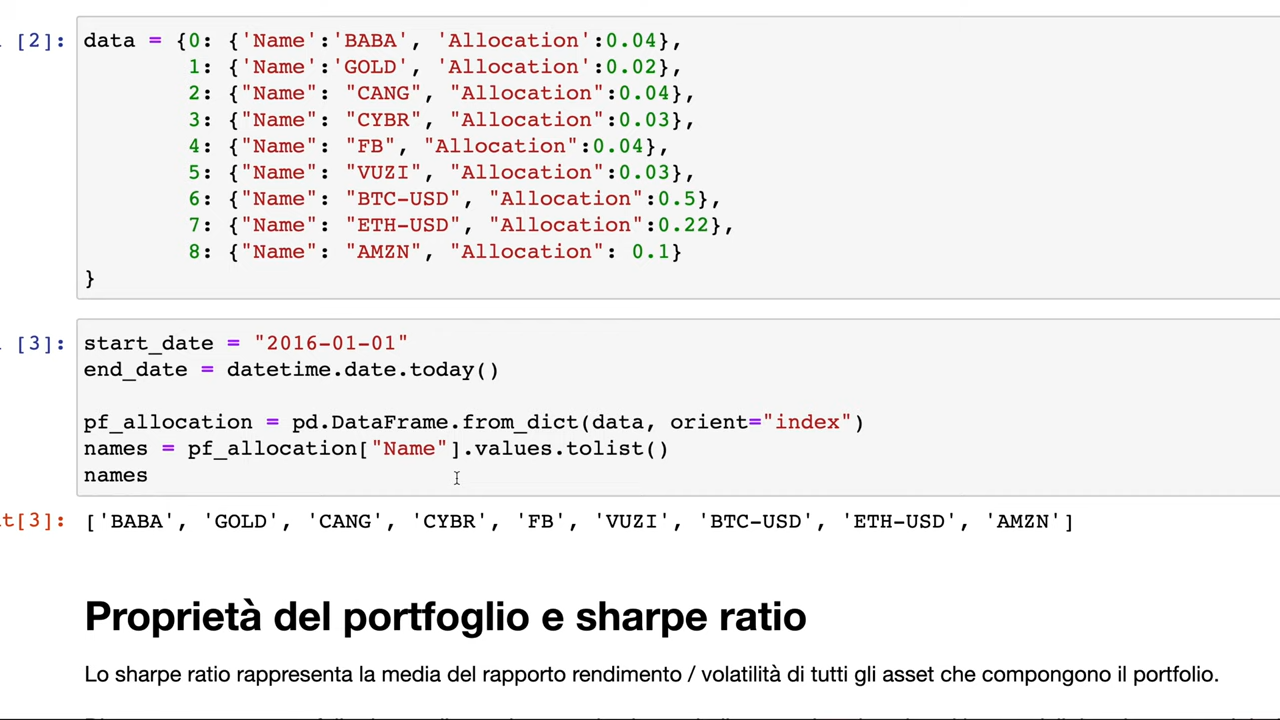 [2]: data = {0: {'Name':'BABA', 'Allocation':0.04},
1: {'Name':'GOLD', 'Allocation':0.02},
2: {"Name": "CANG", "Allocation":0.04},
3: {"Name": "CYBR", "Allocation":0.03},
4: {"Name": "FB", "Allocation":0.04},
5: {"Name": "VUZI", "Allocation":0.03},
6: {"Name": "BTC-USD", "Allocation":0.5},
7: {"Name": "ETH-USD", "Allocation":0.22},
8: {"Name": "AMZN", "Allocation": 0.1}
}
[3]: start_date = "2016-01-01"
end_date = datetime.date.today()
pf_allocation = pd.DataFrame.from_dict(data, orient="index")
names = pf_allocation["Name"].values.tolist()
names
t[3]: ['BABA', 'GOLD', 'CANG', 'CYBR', 'FB', 'VUZI', 'BTC-USD', 'ETH-USD', 'AMZN']
Proprietà del portfoglio e sharpe ratio
Lo sharpe ratio rappresenta la media del rapporto rendimento / volatilità di tutti gli asset che compongono il portfolio.